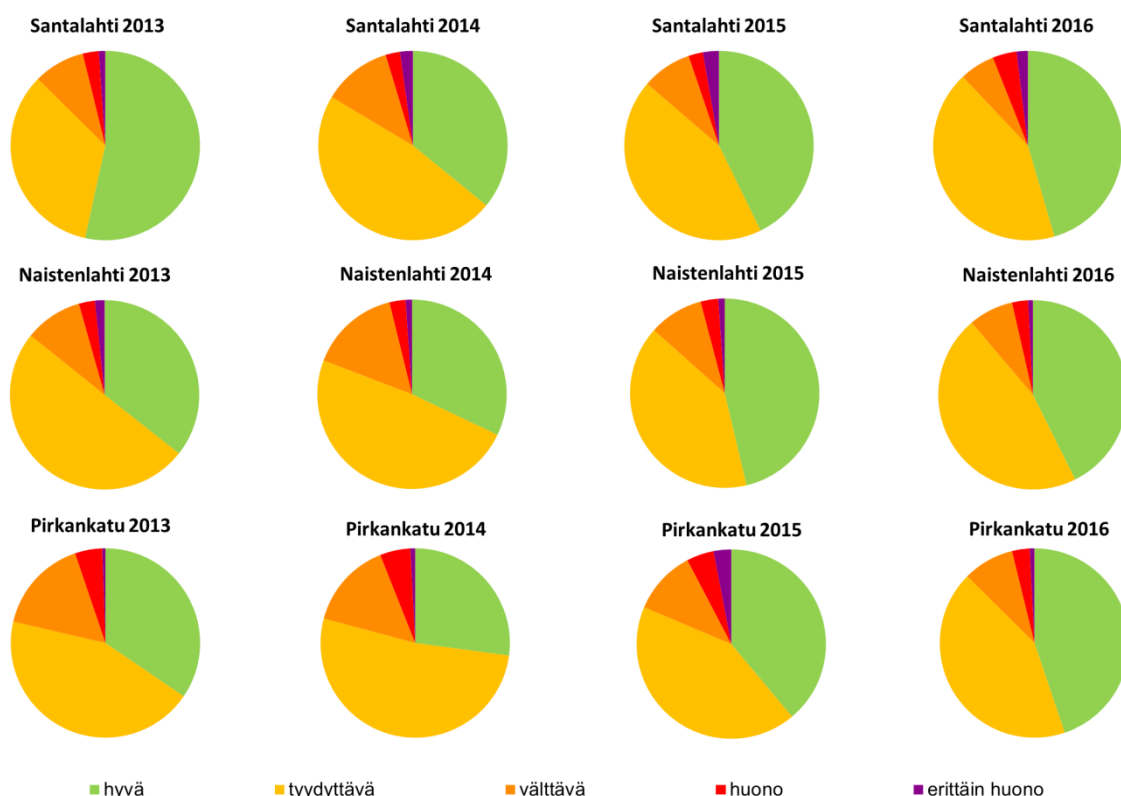 Santalahti 2013
Santalahti 2014
Santalahti 2015
Santalahti 2016
Naistenlahti 2013
Naistenlahti 2014
Naistenlahti 2015
Naistenlahti 2016
Pirkankatu 2013
Pirkankatu 2014
Pirkankatu 2015
Pirkankatu 2016
hyvä
tyydyttävä
välttävä
huono
erittäin huono